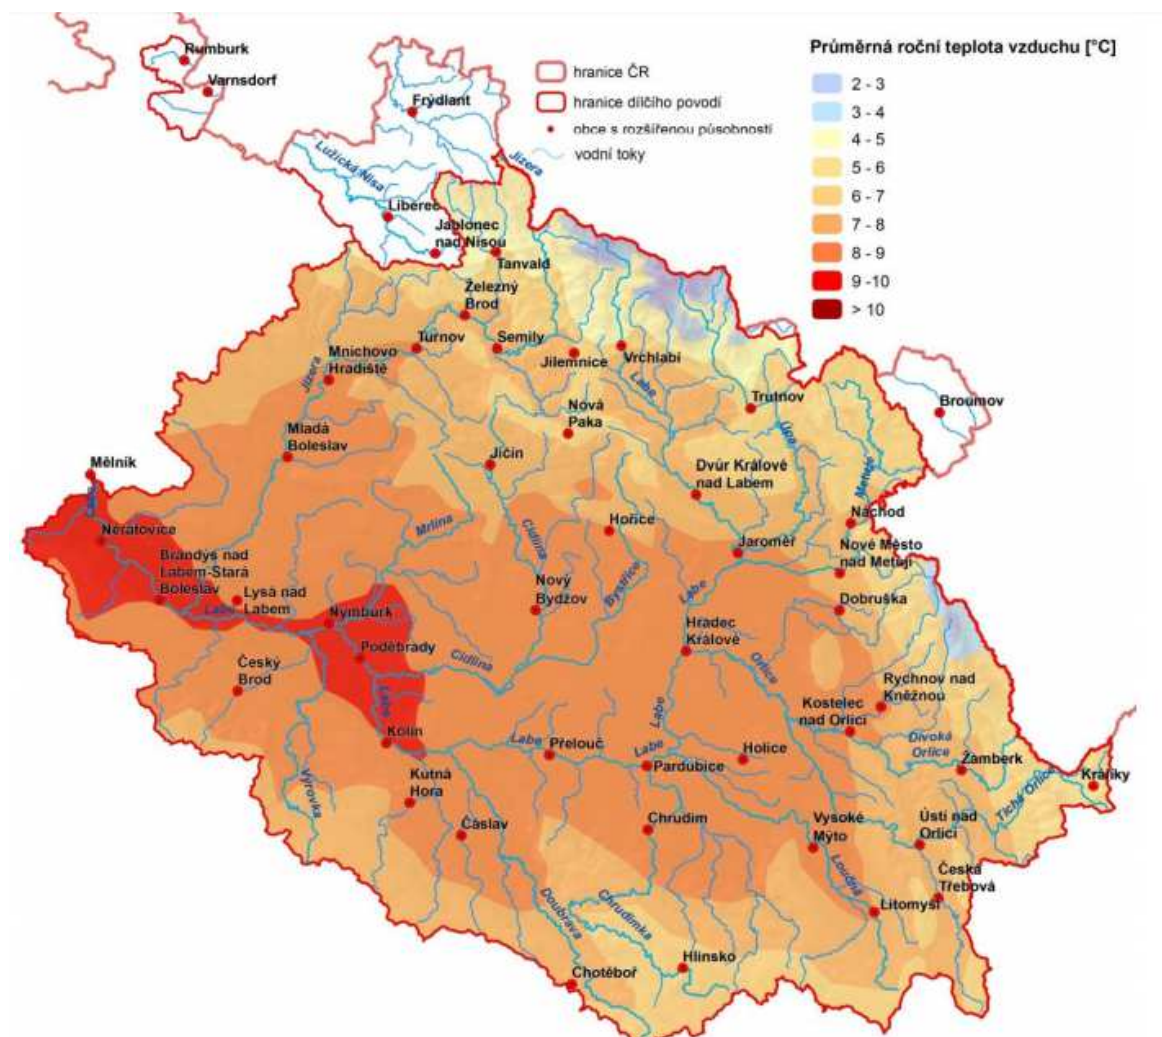 Průměrná roční teplota vzduchu [°C]
2 - 3
3 - 4
4 - 5
5 - 6
6 - 7
7 - 8
8 - 9
9 -10
> 10
hranice ČR
hranice dílčího povodí
obce s rozšířenou působností
vodní toky
Rumburk
Varnsdorf
Frýdlant
Jizera
Lužická Nisa
Liberec
Jablonec
nad Nisou
Tanvald
Železný
Brod
Turnov
Semily
Jilemnice
Vrchlabí
Mnichovo
Hradiště
Jizera
Labe
Trutnov
Broumov
Nová
Paka
Úpa
Mladá
Boleslav
Jičín
Metuje
Mělník
Labe
Dvůr Králové
nad Labem
Náchod
Neratovice
Mrlina
Cidlina
Hořice
Jaroměř
Nové Město
nad Metují
Brandýs nad
Labem-Stará
Boleslav
Lysá nad
Labem
Labe
Nový
Bydžov
Bystřice
Labe
Dobruška
Nymburk
Hradec
Králové
Poděbrady
Cidlina
Orlice
Český
Brod
Labe
Rychnov nad
Kněžnou
Kostelec
nad Orlicí
Labe
Divoká
Orlice
Kolín
Labe
Přelouč
Labe
Pardubice
Holice
Žamberk
Králíky
Tichá Orlice
Výrovka
Kutná
Hora
Čáslav
Chrudim
Vysoké
Mýto
Ústí nad
Orlicí
Loučná
Česká
Třebová
Litomyšl
Doubrava
Chrudimka
Hlinsko
Chotěboř